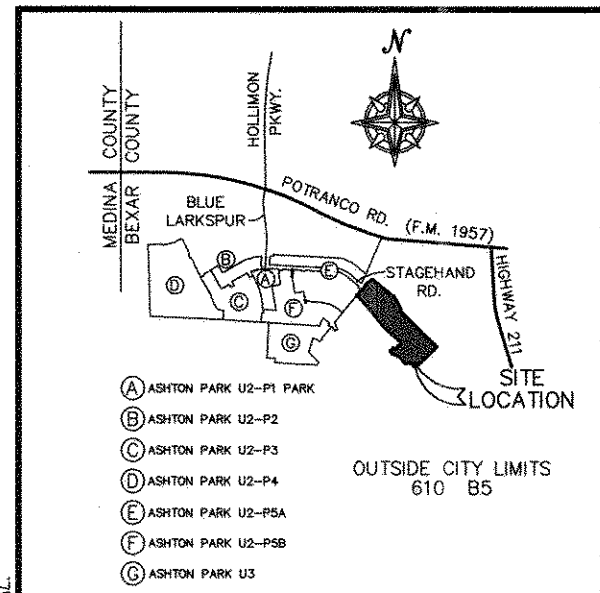 N
MEDINA COUNTY
BEXAR COUNTY
HOLLIMON
PKWY.
BLUE
LARKSPUR
POTRANCO RD. (F.M. 1957)
STAGEHAND
RD.
HIGHWAY 211
B
A
E
D
C
F
G
SITE
LOCATION
A ASHTON PARK U2-P1 PARK
B ASHTON PARK U2-P2
C ASHTON PARK U2-P3
D ASHTON PARK U2-P4
E ASHTON PARK U2-P5A
F ASHTON PARK U2-P5B
G ASHTON PARK U3
OUTSIDE CITY LIMITS
610 B5